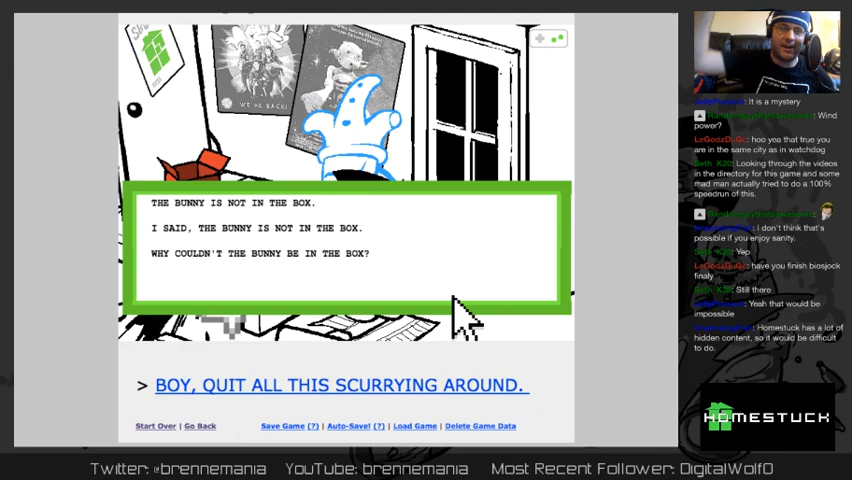 WE'RE BACK!
THE BUNNY IS NOT IN THE BOX.
I SAID, THE BUNNY IS NOT IN THE BOX.
WHY COULDN'T THE BUNNY BE IN THE BOX?
> BOY, QUIT ALL THIS SCURRYING AROUND.
Start Over | Go Back
Save Game (?) | Auto-Save! (?) | Load Game | Delete Game Data
: It is a mystery
: Wind
power?
LeGodzDuQc: hoo yea that true you
are in the same city as in watchdog
Seth_K20: Looking through the videos
in the directory for this game and some
mad man actually tried to do a 100%
speedrun of this.
: I don't think that's
possible if you enjoy sanity.
Seth_K20: Yep
LeGodzDuQc: have you finish biosjock
finaly
Seth_K20: Still there
: Yeah that would be
impossible
: Homestuck has a lot of
hidden content, so it would be difficult
to do.
HOMESTUCK
Twitter: @brennemania YouTube: brennemania Most Recent Follower: DigitalWolf0